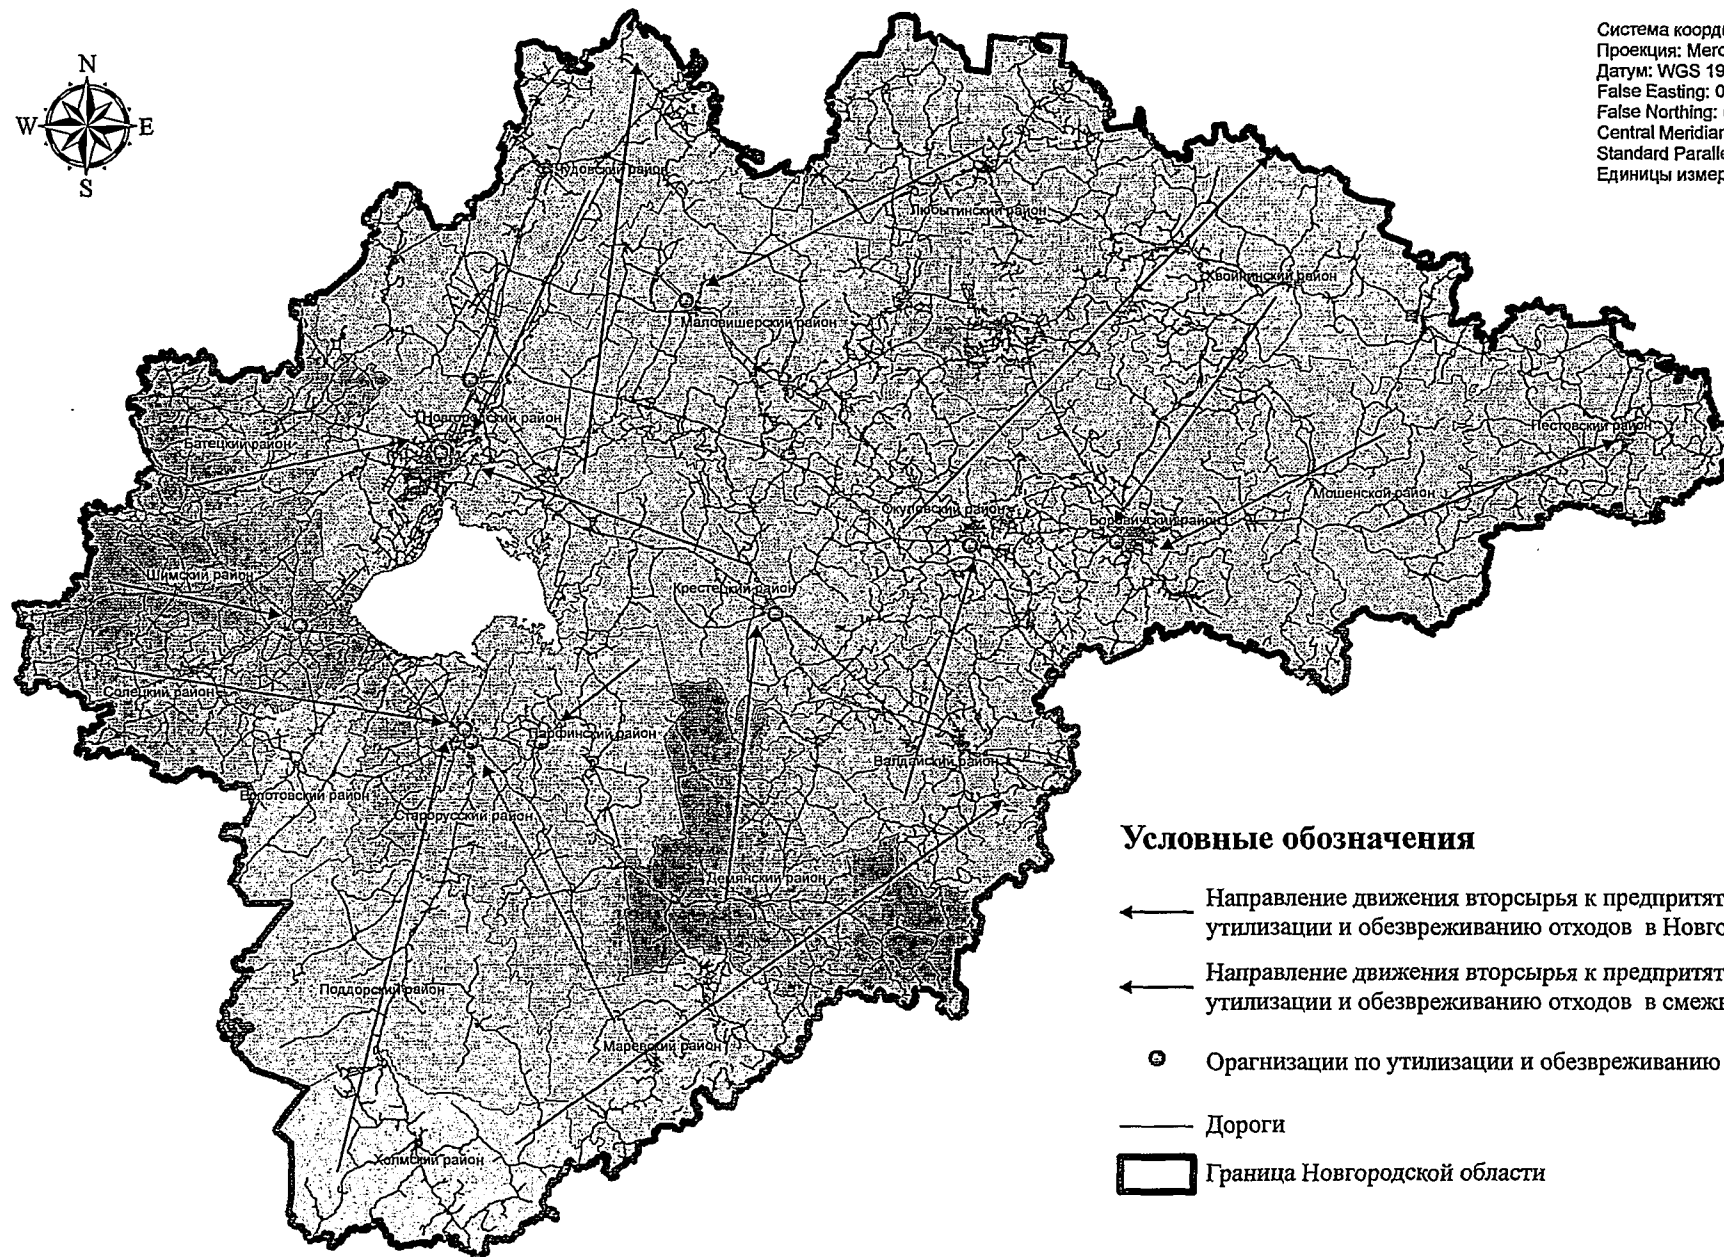 N
W E
S
Система коорди
Проекция: Merc
Датум: WGS 19
False Easting: 0
False Northing:
Central Meridian
Standard Paralle
Единицы измер
Чудовский район
Любытинский район
Хвойнинский район
Маловишерский район
Новгородский район
Батецкий район
Пестовский район
Мошенской район
Окуловский район
Боровичский район
Шимский район
Крестецкий район
Солецкий район
Парфинский район
Валдайский район
Волотовский район
Старорусский район
Демянский район
Поддорский район
Маревский район
Холмский район
Условные обозначения
Направление движения вторсырья к предпритят
утилизации и обезвреживанию отходов в Новго
Направление движения вторсырья к предпритят
утилизации и обезвреживанию отходов в смежн
Орагнизации по утилизации и обезвреживанию
Дороги
Граница Новгородской области